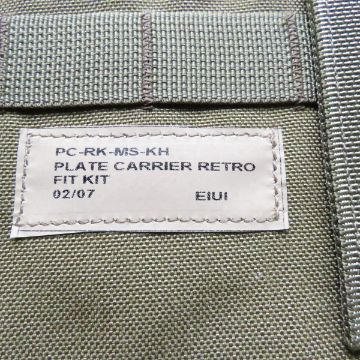 PC-RK-MS-KH
PLATE CARRIER RETRO
FIT KIT
02/07 EIUI